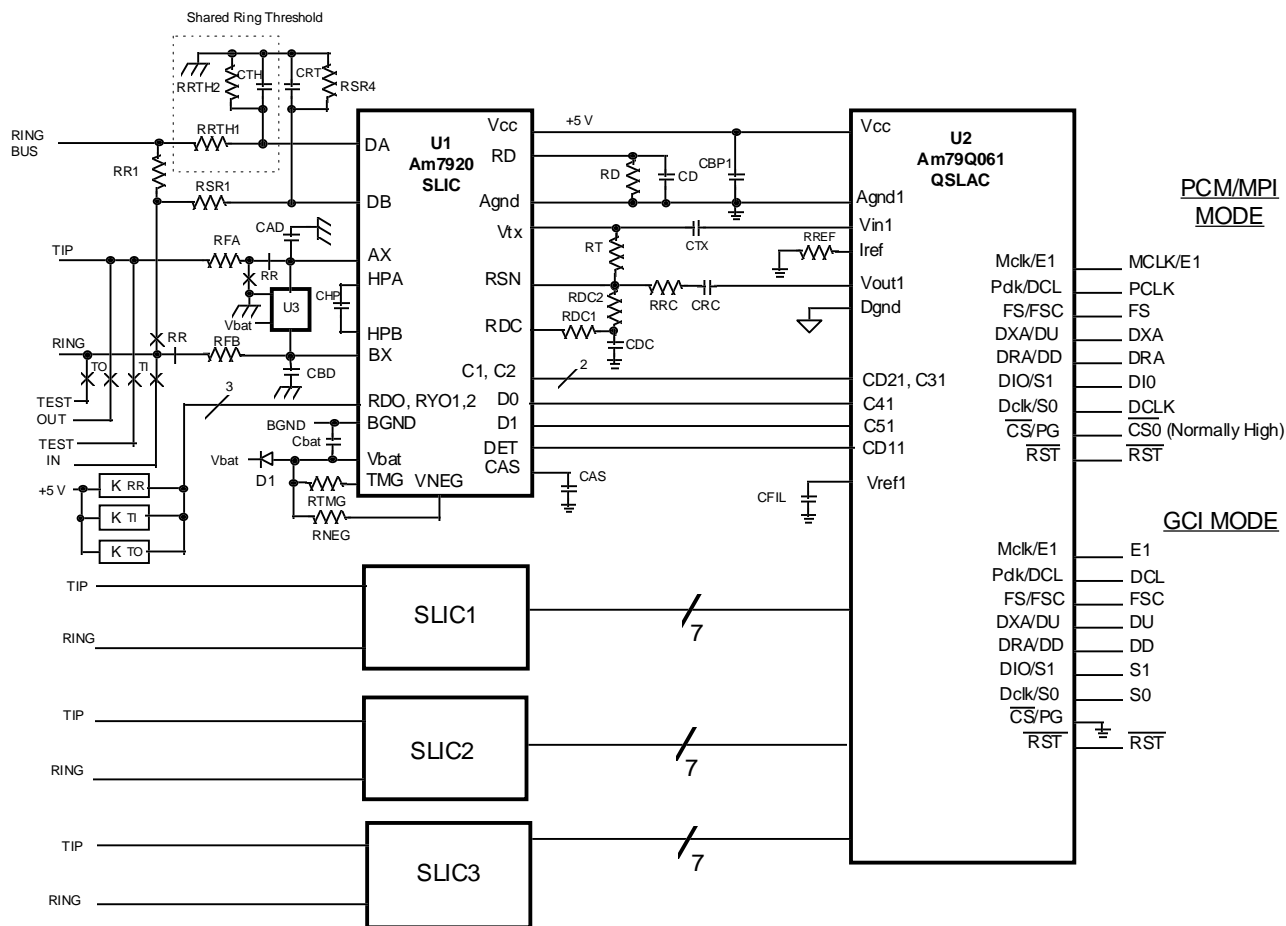 Shared Ring Threshold
RRTH2
CTH
CRT
RSR4
RING
BUS
RRTH1
RR1
RSR1
CAD
TIP
RFA
RR
U3
Vbat
CHP
RING
RR
RFB
TO
TI
CBD
TEST
OUT
TEST
IN
3
BGND
Cbat
Vbat
D1
RTMG
RNEG
+5 V
K RR
K TI
K TO
U1
Am7920
SLIC
DA
DB
AX
HPA
HPB
BX
RDO, RYO1,2
BGND
Vbat
TMG
VNEG
Vcc
RD
Agnd
Vtx
RSN
RDC
C1, C2
D0
D1
DET
CAS
+5 V
RD
CD
CBP1
RT
CTX
RREF
RDC2
RRC
CRC
RDC1
CDC
2
CAS
CFIL
U2
Am79Q061
QSLAC
Vcc
Agnd1
Vin1
Iref
Vout1
Dgnd
CD21, C31
C41
C51
CD11
Vref1
PCM/MPI
MODE
Mclk/E1 MCLK/E1
Pdk/DCL PCLK
FS/FSC FS
DXA/DU DXA
DRA/DD DRA
DIO/S1 DI0
Dclk/S0 DCLK
CS/PG CS0 (Normally High)
RST RST
GCI MODE
Mclk/E1 E1
Pdk/DCL DCL
FS/FSC FSC
DXA/DU DU
DRA/DD DD
DIO/S1 S1
Dclk/S0 S0
CS/PG
RST RST
TIP
RING
SLIC1
7
TIP
RING
SLIC2
7
TIP
RING
SLIC3
7